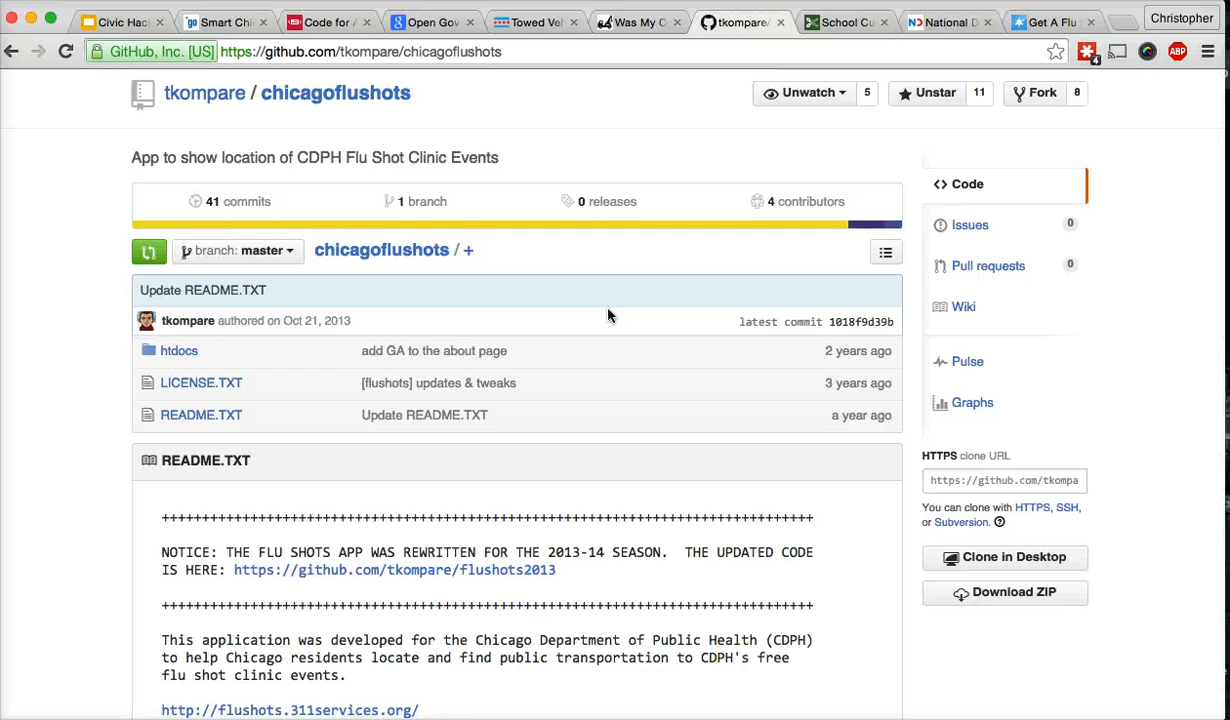 Civic Hac
Smart Chi
Code for A
Open Gov
Towed Veh
Was My C
tkompare/
School Cu
National D
Get A Flu
Christopher
GitHub, Inc. [US] https://github.com/tkompare/chicagoflushots
4
ABP
tkompare / chicagoflushots
Unwatch 5
Unstar 11
Fork 8
App to show location of CDPH Flu Shot Clinic Events
41 commits
1 branch
0 releases
4 contributors
branch: master
chicagoflushots / +
Update README.TXT
tkompare authored on Oct 21, 2013
latest commit 1018f9d39b
htdocs add GA to the about page 2 years ago
LICENSE.TXT [flushots] updates & tweaks 3 years ago
README.TXT Update README.TXT a year ago
README.TXT
++++++++++++++++++++++++++++++++++++++++++++++++++++++++++++++++++++++++++++++++
NOTICE: THE FLU SHOTS APP WAS REWRITTEN FOR THE 2013-14 SEASON. THE UPDATED CODE
IS HERE: https://github.com/tkompare/flushots2013
++++++++++++++++++++++++++++++++++++++++++++++++++++++++++++++++++++++++++++++++
This application was developed for the Chicago Department of Public Health (CDPH)
to help Chicago residents locate and find public transportation to CDPH's free
flu shot clinic events.
http://flushots.311services.org/
Code
Issues 0
Pull requests 0
Wiki
Pulse
Graphs
HTTPS clone URL
https://github.com/tkompa
You can clone with HTTPS, SSH,
or Subversion.
Clone in Desktop
Download ZIP